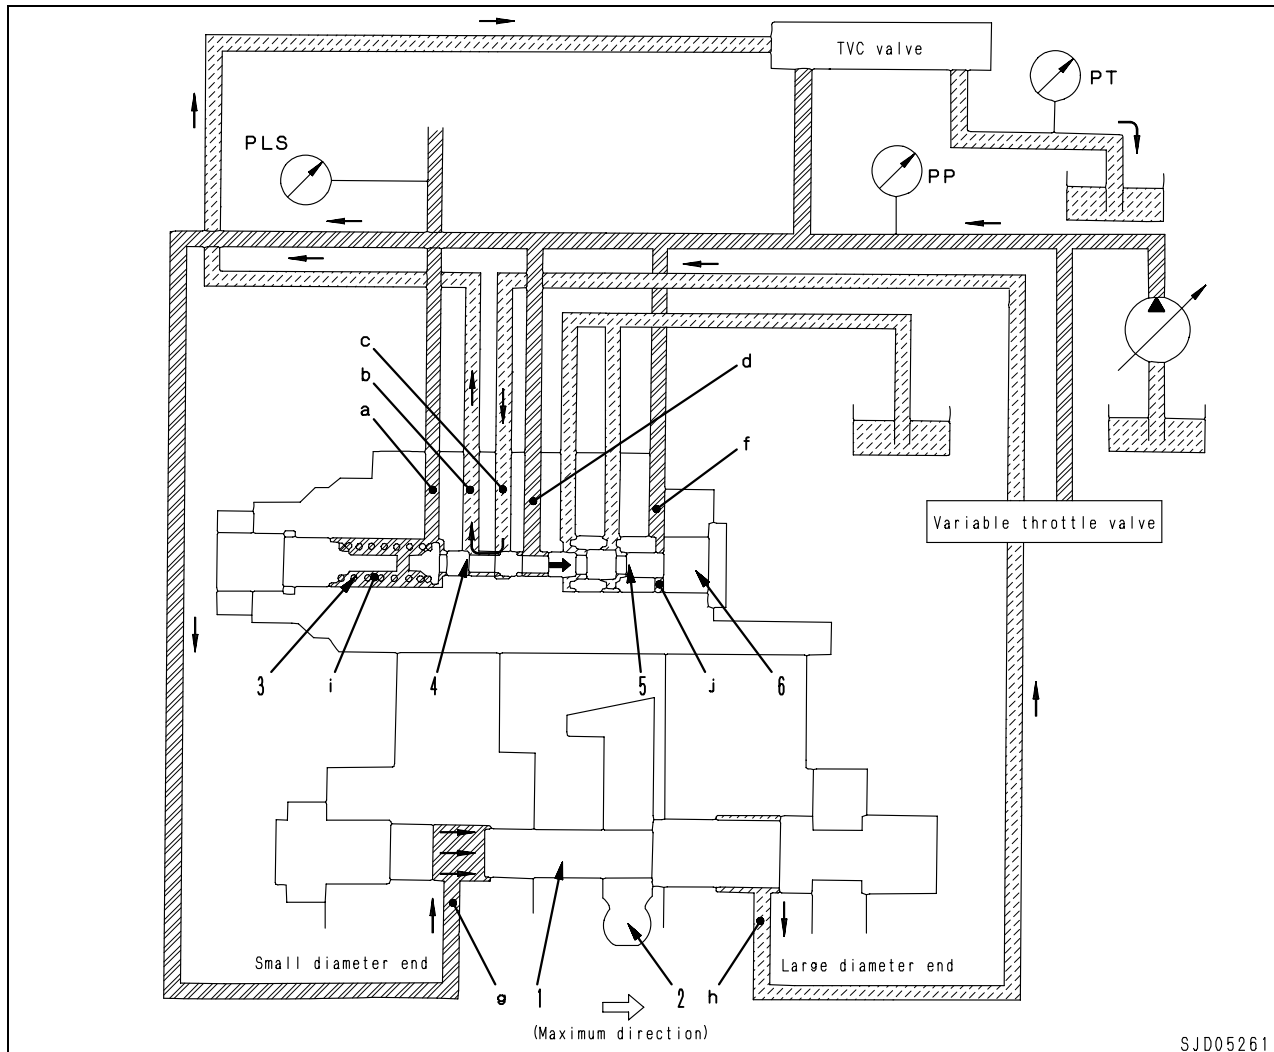 TVC valve
PT
PLS
PP
c
d
b
a
f
Variable throttle valve
3
i
4
5
j
6
Small diameter end
Large diameter end
g
1
2
h
(Maximum direction)
SJD05261